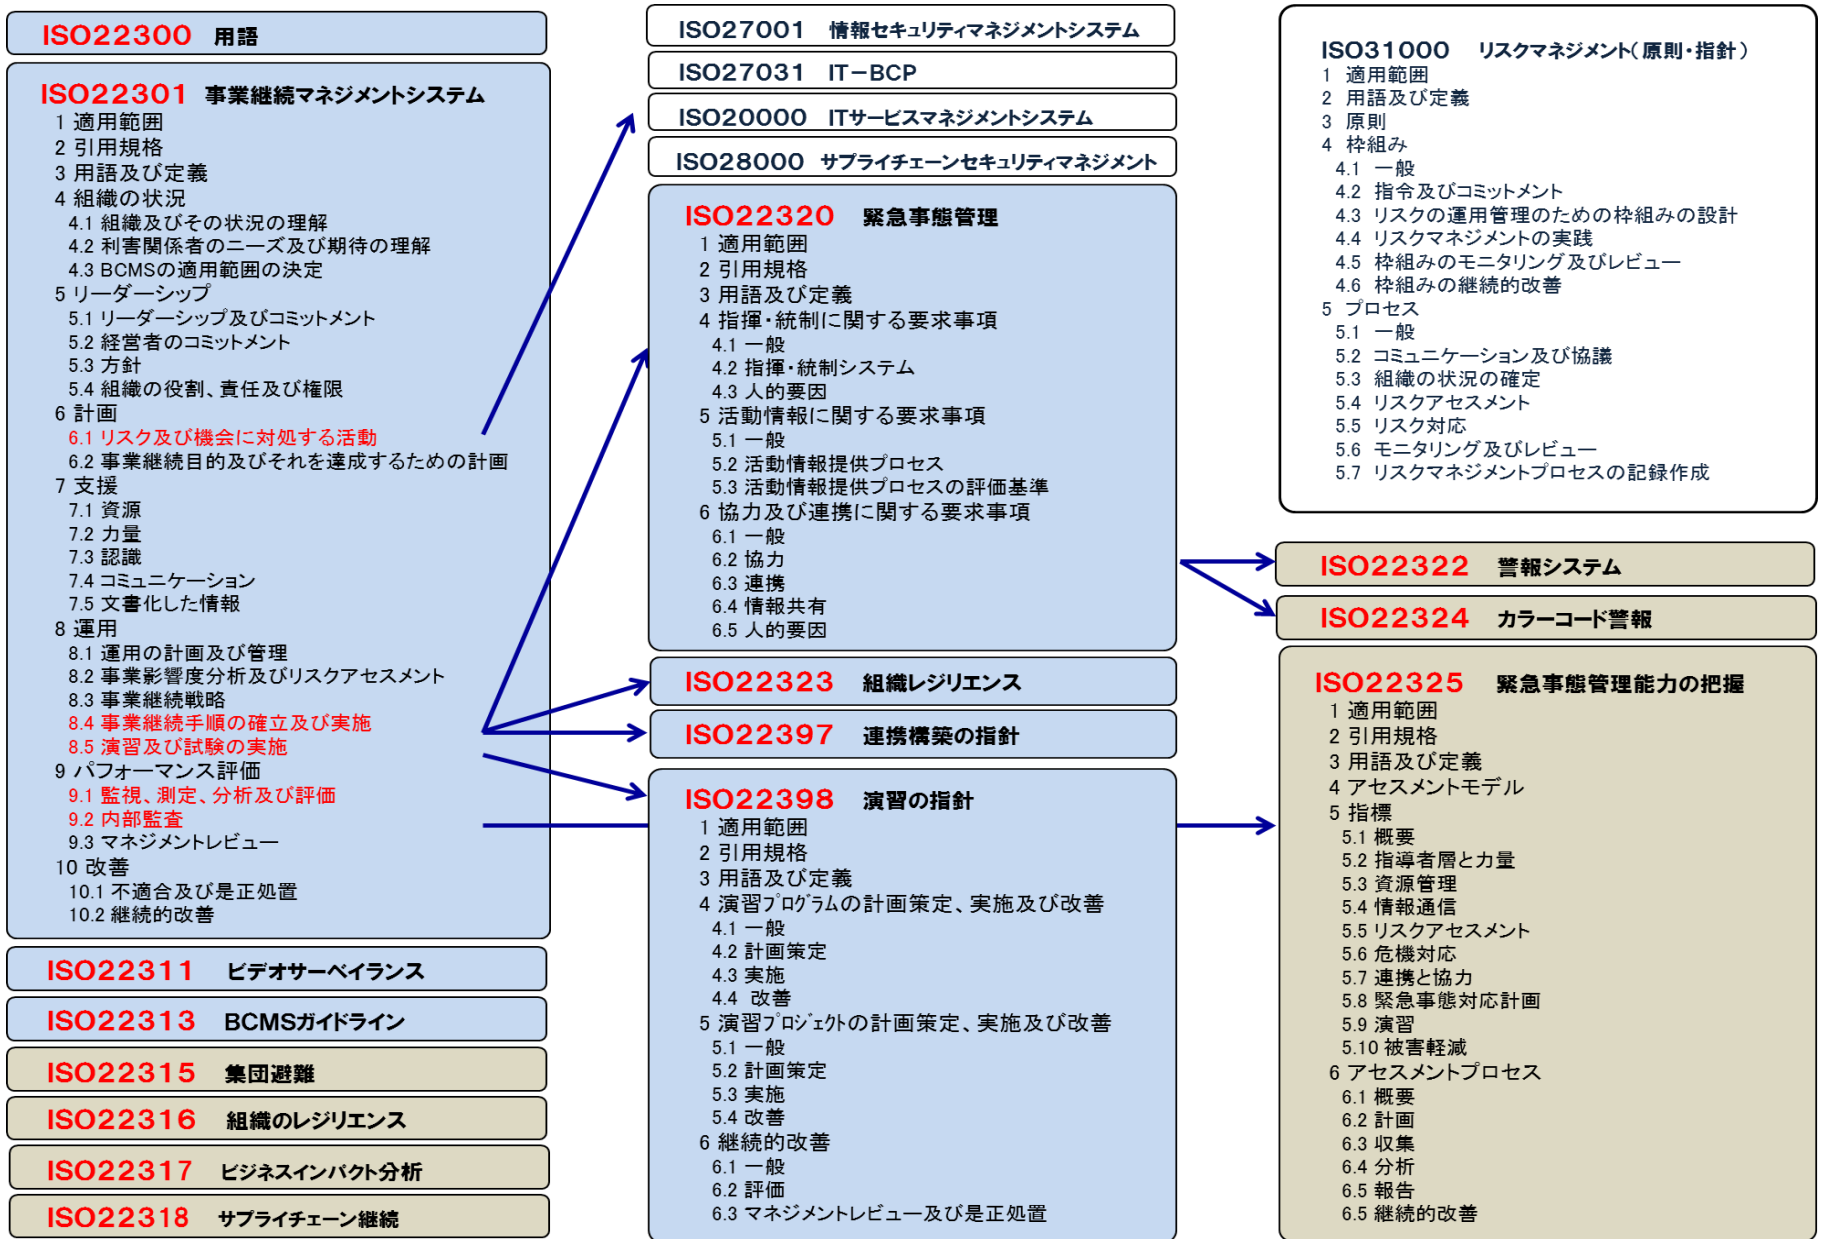 ISO22300 用語
ISO22301 事業継続マネジメントシステム
1 適用範囲
2 引用規格
3 用語及び定義
4 組織の状況
4.1 組織及びその状況の理解
4.2 利害関係者のニーズ及び期待の理解
4.3 BCMSの適用範囲の決定
5 リーダーシップ
5.1 リーダーシップ及びコミットメント
5.2 経営者のコミットメント
5.3 方針
5.4 組織の役割、責任及び権限
6 計画
6.1 リスク及び機会に対処する活動
6.2 事業継続目的及びそれを達成するための計画
7 支援
7.1 資源
7.2 力量
7.3 認識
7.4 コミュニケーション
7.5 文書化した情報
8 運用
8.1 運用の計画及び管理
8.2 事業影響度分析及びリスクアセスメント
8.3 事業継続戦略
8.4 事業継続手順の確立及び実施
8.5 演習及び試験の実施
9 パフォーマンス評価
9.1 監視、測定、分析及び評価
9.2 内部監査
9.3 マネジメントレビュー
10 改善
10.1 不適合及び是正処置
10.2 継続的改善
ISO22311 ビデオサーベイランス
ISO22313 BCMSガイドライン
ISO22315 集団避難
ISO22316 組織のレジリエンス
ISO22317 ビジネスインパクト分析
ISO22318 サプライチェーン継続
ISO27001 情報セキュリティマネジメントシステム
ISO27031 IT－BCP
ISO20000 ITサービスマネジメントシステム
ISO28000 サプライチェーンセキュリティマネジメント
ISO22320 緊急事態管理
1 適用範囲
2 引用規格
3 用語及び定義
4 指揮・統制に関する要求事項
4.1 一般
4.2 指揮・統制システム
4.3 人的要因
5 活動情報に関する要求事項
5.1 一般
5.2 活動情報提供プロセス
5.3 活動情報提供プロセスの評価基準
6 協力及び連携に関する要求事項
6.1 一般
6.2 協力
6.3 連携
6.4 情報共有
6.5 人的要因
ISO22323 組織レジリエンス
ISO22397 連携構築の指針
ISO22398 演習の指針
1 適用範囲
2 引用規格
3 用語及び定義
4 演習ﾌﾟﾛｸﾞﾗﾑの計画策定、実施及び改善
4.1 一般
4.2 計画策定
4.3 実施
4.4 改善
5 演習ﾌﾟﾛｼﾞｪｸﾄの計画策定、実施及び改善
5.1 一般
5.2 計画策定
5.3 実施
5.4 改善
6 継続的改善
6.1 一般
6.2 評価
6.3 マネジメントレビュー及び是正処置
ISO31000 リスクマネジメント（原則・指針）
1 適用範囲
2 用語及び定義
3 原則
4 枠組み
4.1 一般
4.2 指令及びコミットメント
4.3 リスクの運用管理のための枠組みの設計
4.4 リスクマネジメントの実践
4.5 枠組みのモニタリング及びレビュー
4.6 枠組みの継続的改善
5 プロセス
5.1 一般
5.2 コミュニケーション及び協議
5.3 組織の状況の確定
5.4 リスクアセスメント
5.5 リスク対応
5.6 モニタリング及びレビュー
5.7 リスクマネジメントプロセスの記録作成
ISO22322 警報システム
ISO22324 カラーコード警報
ISO22325 緊急事態管理能力の把握
1 適用範囲
2 引用規格
3 用語及び定義
4 アセスメントモデル
5 指標
5.1 概要
5.2 指導者層と力量
5.3 資源管理
5.4 情報通信
5.5 リスクアセスメント
5.6 危機対応
5.7 連携と協力
5.8 緊急事態対応計画
5.9 演習
5.10 被害軽減
6 アセスメントプロセス
6.1 概要
6.2 計画
6.3 収集
6.4 分析
6.5 報告
6.5 継続的改善